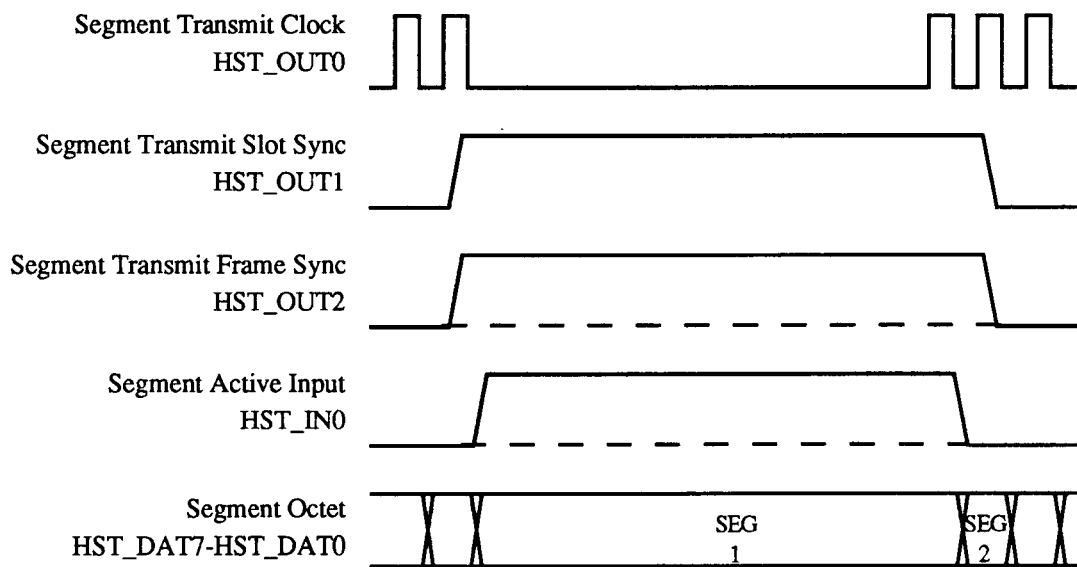 Segment Transmit Clock
HST_OUT0
Segment Transmit Slot Sync
HST_OUT1
Segment Transmit Frame Sync
HST_OUT2
Segment Active Input
HST_IN0
Segment Octet
HST_DAT7-HST_DAT0
SEG
1
SEG
2